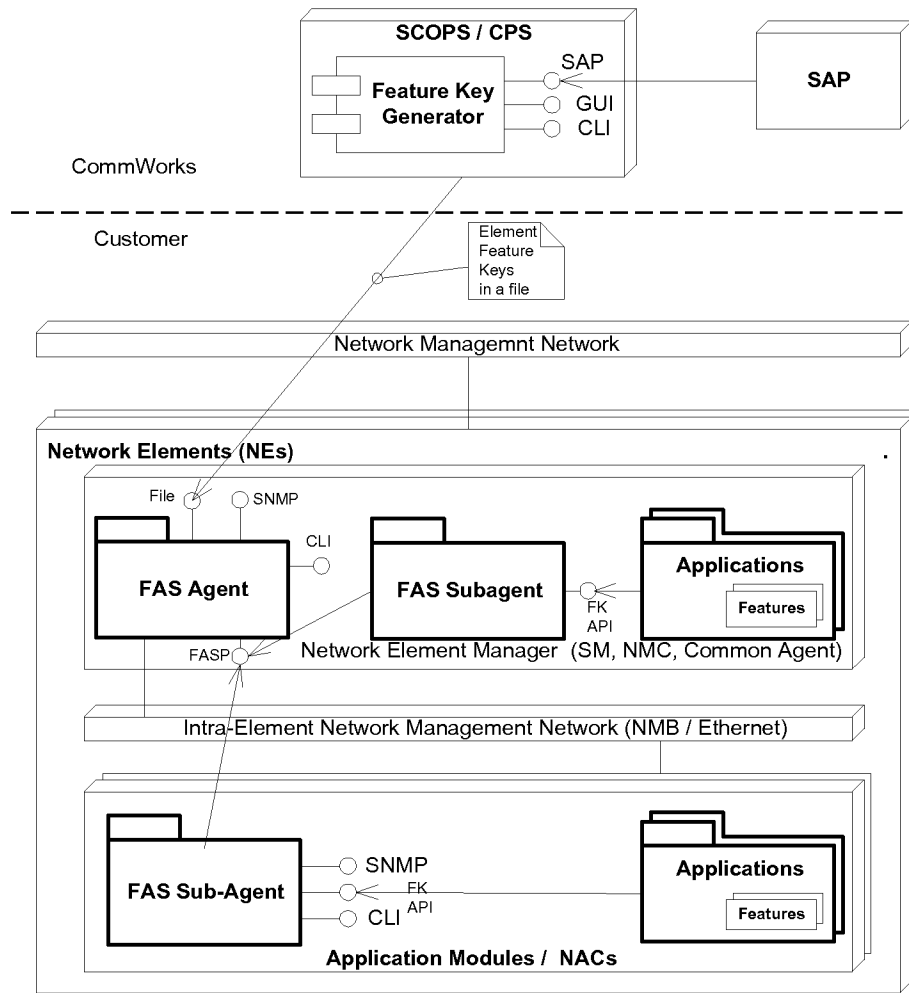 SCOPS / CPS
SAP
Feature Key
Generator
GUI
CLI
SAP
CommWorks
Customer
Element
Feature
Keys
in a file
Network Managemnt Network
Network Elements (NEs)
.
File
SNMP
CLI
FAS Agent
FAS Subagent
Applications
Features
FK
API
FASP
Network Element Manager (SM, NMC, Common Agent)
Intra-Element Network Management Network (NMB / Ethernet)
FAS Sub-Agent
SNMP
FK
API
CLI
Applications
Features
Application Modules / NACs